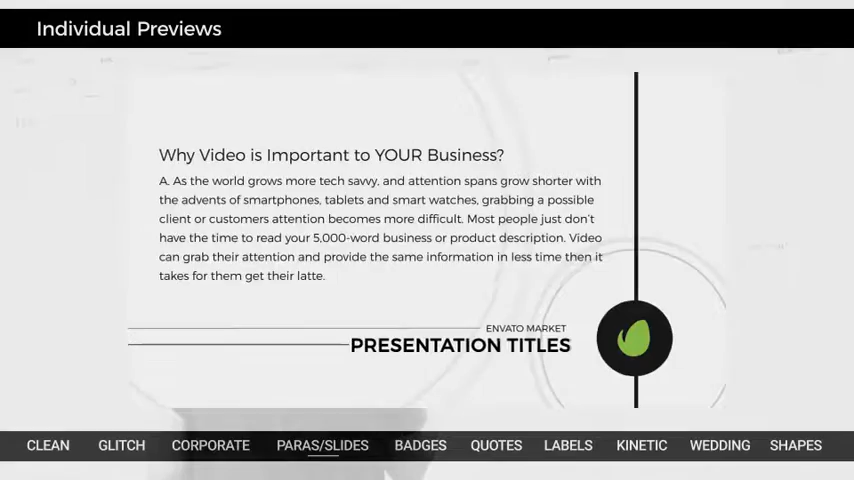 Individual Previews
Why Video is Important to YOUR Business?
A. As the world grows more tech savvy, and attention spans grow shorter with
the advents of smartphones, tablets and smart watches, grabbing a possible
client or customers attention becomes more difficult. Most people just don't
have the time to read your 5,000-word business or product description. Video
can grab their attention and provide the same information in less time then it
takes for them get their latte.
ENVATO MARKET
PRESENTATION TITLES
CLEAN GLITCH CORPORATE PARAS/SLIDES BADGES QUOTES LABELS KINETIC WEDDING SHAPES